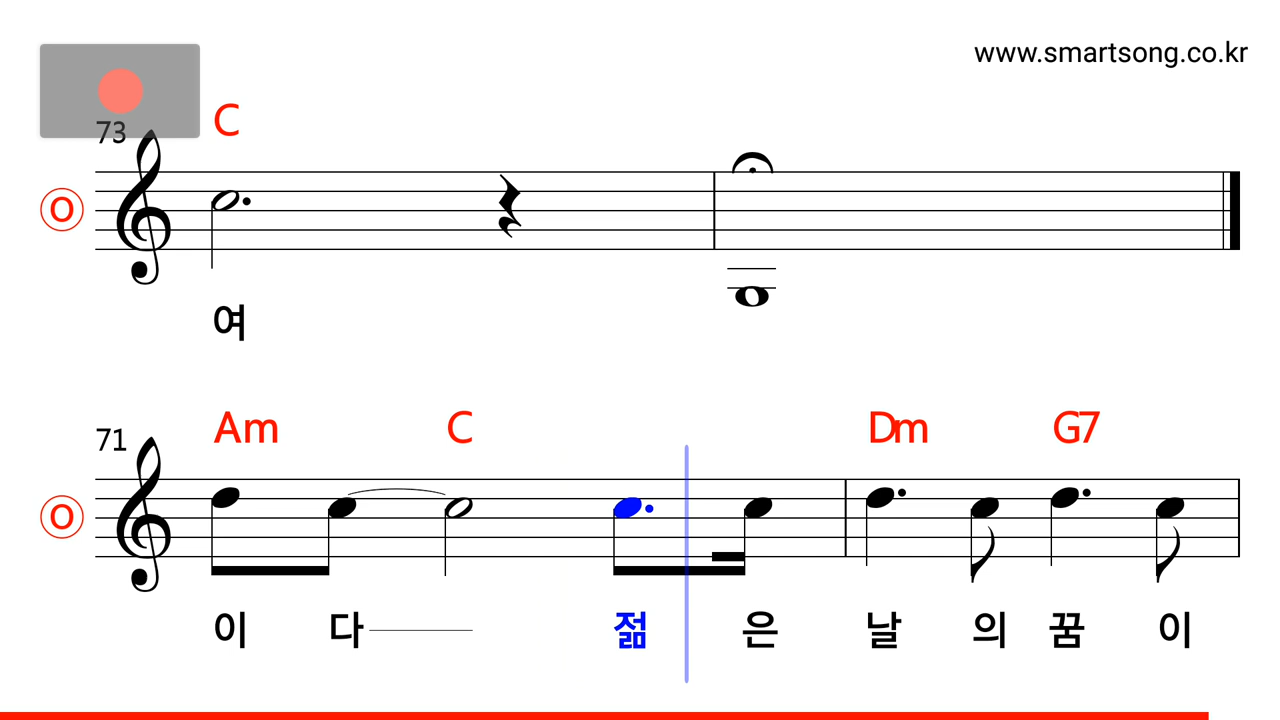 www.smartsong.co.kr
73 C
O
여
71 Am C Dm G7
O
이 다 젊 은 날 의 꿈 이